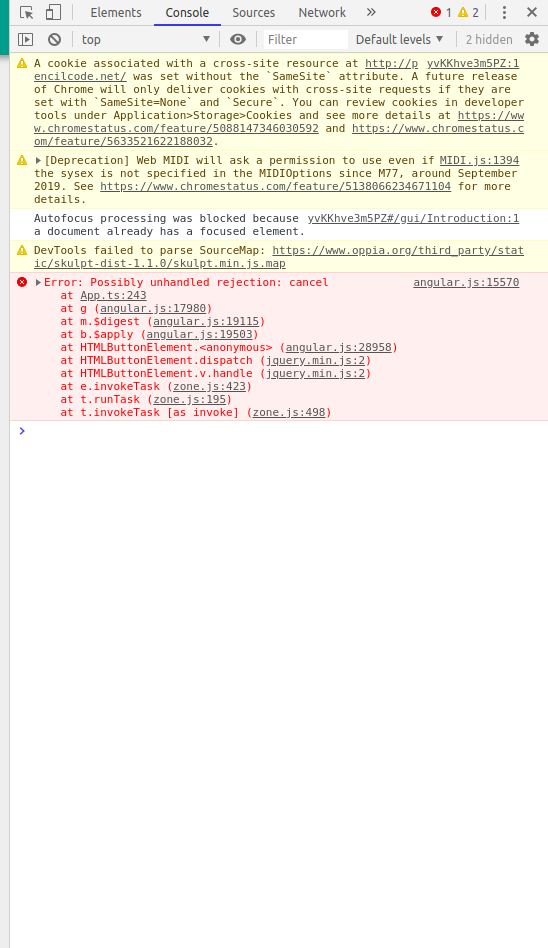 Elements Console Sources Network 1 2
top Filter Default levels 2 hidden
A cookie associated with a cross-site resource at http://p yvKKhve3m5PZ:1
encilcode.net/ was set without the `SameSite` attribute. A future release
of Chrome will only deliver cookies with cross-site requests if they are
set with `SameSite=None` and `Secure`. You can review cookies in developer
tools under Application>Storage>Cookies and see more details at https://ww
w.chromestatus.com/feature/5088147346030592 and https://www.chromestatus.c
om/feature/5633521622188032.
[Deprecation] Web MIDI will ask a permission to use even if MIDI.js:1394
the sysex is not specified in the MIDIOptions since M77, around September
2019. See https://www.chromestatus.com/feature/5138066234671104 for more
details.
Autofocus processing was blocked because yvKKhve3m5PZ#/gui/Introduction:1
a document already has a focused element.
DevTools failed to parse SourceMap: https://www.oppia.org/third_party/stat
ic/skulpt-dist-1.1.0/skulpt.min.js.map
Error: Possibly unhandled rejection: cancel angular.js:15570
at App.ts:243
at g (angular.js:17980)
at m.$digest (angular.js:19115)
at b.$apply (angular.js:19503)
at HTMLButtonElement.<anonymous> (angular.js:28958)
at HTMLButtonElement.dispatch (jquery.min.js:2)
at HTMLButtonElement.v.handle (jquery.min.js:2)
at e.invokeTask (zone.js:423)
at t.runTask (zone.js:195)
at t.invokeTask [as invoke] (zone.js:498)